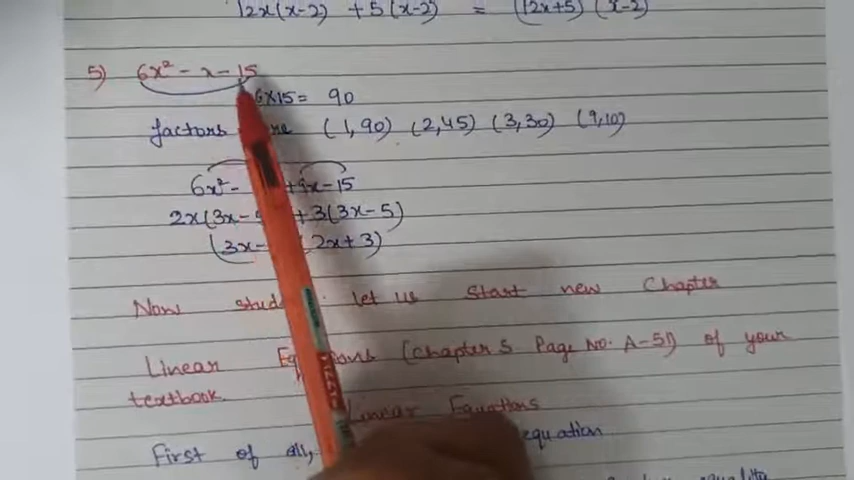 12x(x-2) + 5(x-2) = (12x+5)(x-2)
5) 6x² - x - 15
6x15 = 90
factors (1,90) (2,45) (3,30) (9,10)
6x² - +9x-15
2x(3x- + 3(3x-5)
(3x- 2x+3)
Now let us start new Chapter
Linear (Chapter 5 Page No. A-51) of your
textbook.
Linear Equations
First of all, equation
equality